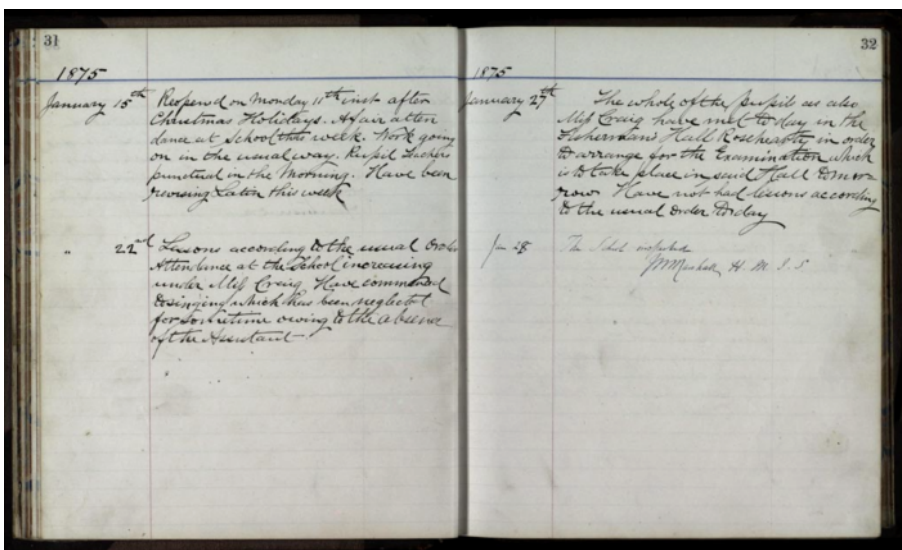 31
1875
January 15th Reopened on Monday 11th inst after
Christmas Holidays. A fair atten
dance at School this week. Work going
on in the usual way. Pupil Teachers
punctual in the Morning. Have been
revising Latin this week
" 22nd Lessons according to the usual Order
Attendance at the School increasing
under Miss Craig Have commenced
to singing which has been neglected
for sometime owing to the absence
of the Assistant
32
1875
January 27th The whole of the Pupils as also
Miss Craig have met to day in the
Fisherman's Hall Rosehearty in order
to arrange for the Examination which
is to take place in said Hall tomor
row Have not had lessons according
to the usual order to day
Jan 28 The School inspected
H. M. I. S